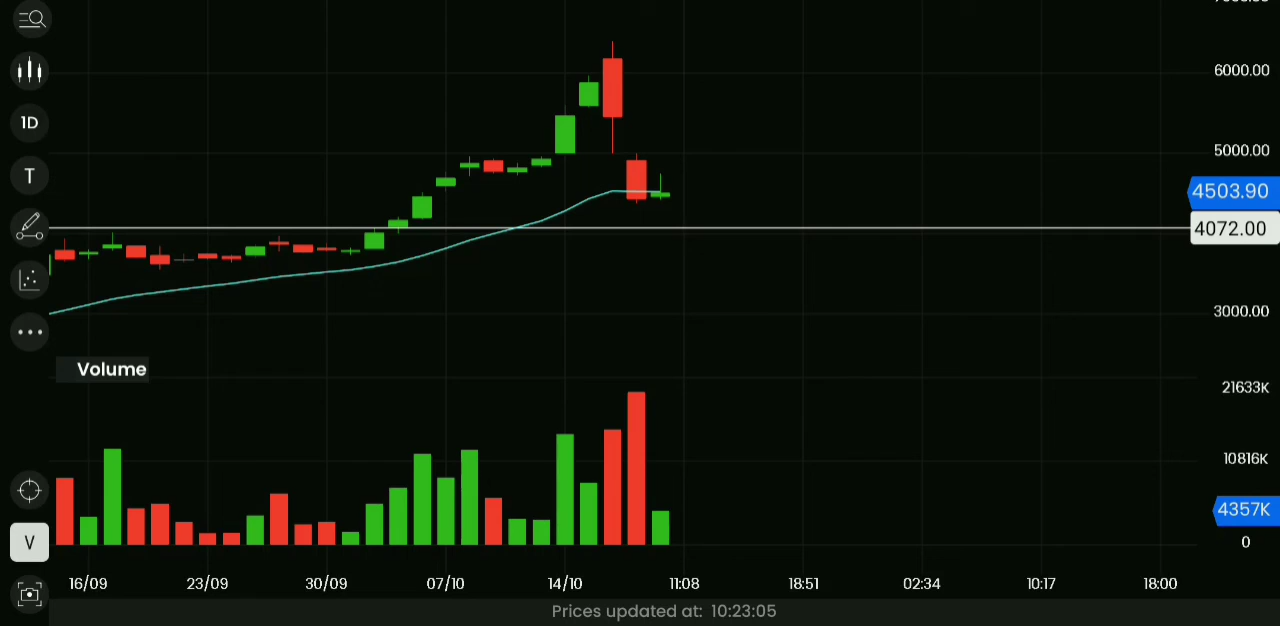 6000.00
1D
5000.00
T
4503.90
4072.00
3000.00
Volume
21633K
10816K
4357K
V
0
16/09 23/09 30/09 07/10 14/10 11:08 18:51 02:34 10:17 18:00
Prices updated at: 10:23:05